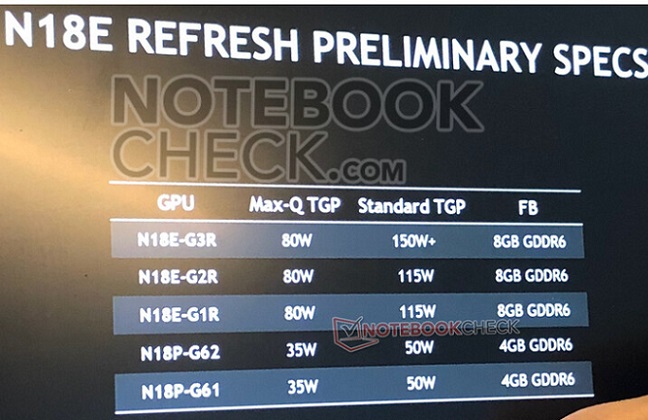 N18E REFRESH PRELIMINARY SPECS
NOTEBOOK
CHECK.COM
GPU Max-Q TGP Standard TGP FB
N18E-G3R 80W 150W+ 8GB GDDR6
N18E-G2R 80W 115W 8GB GDDR6
N18E-G1R 80W 115W 8GB GDDR6
NOTEBOOKCHECK
N18P-G62 35W 50W 4GB GDDR6
N18P-G61 35W 50W 4GB GDDR6